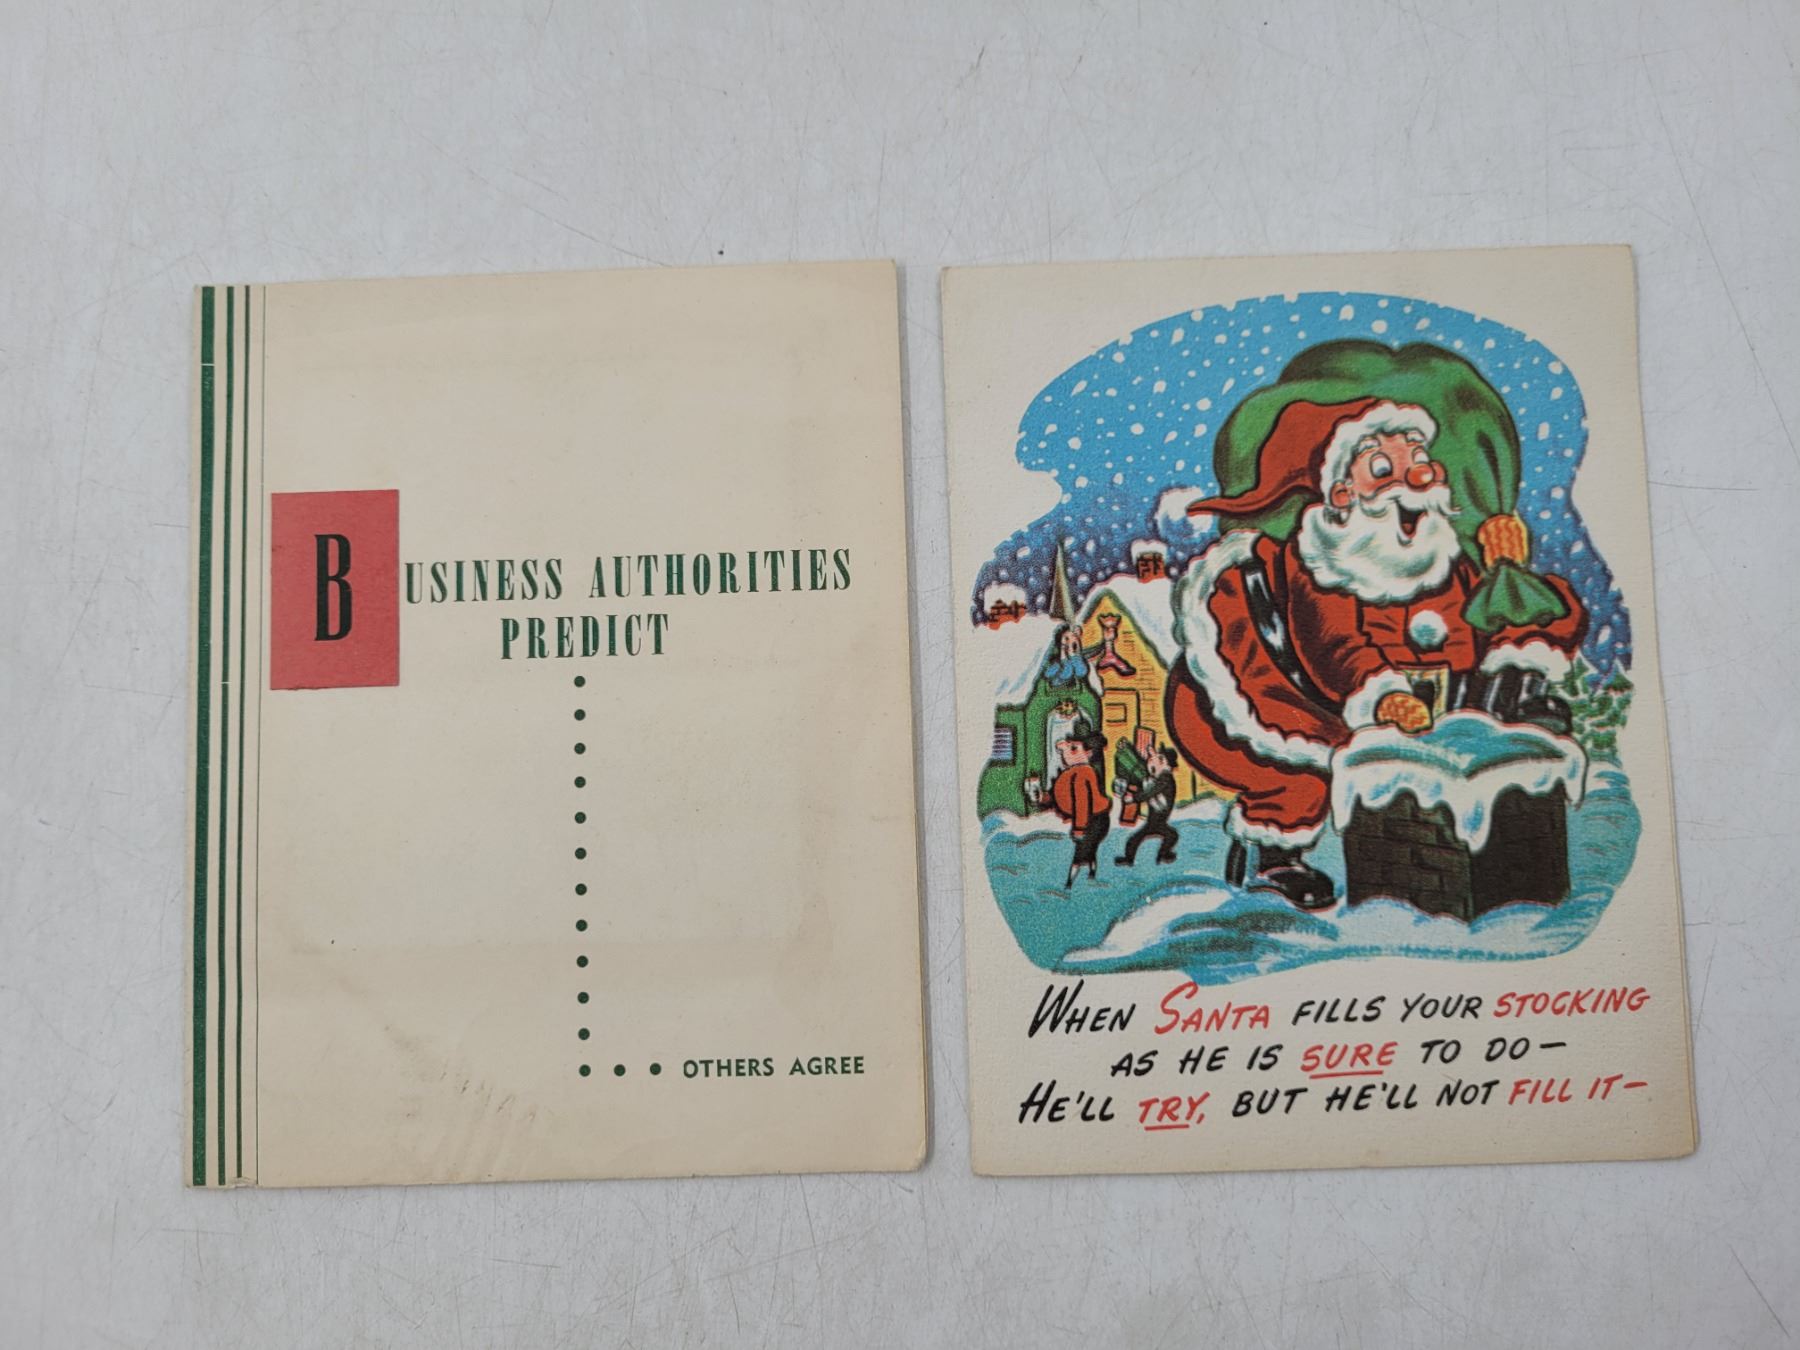 BUSINESS AUTHORITIES
PREDICT
OTHERS AGREE
WHEN SANTA FILLS YOUR STOCKING
AS HE IS SURE TO DO—
HE'LL TRY, BUT HE'LL NOT FILL IT—